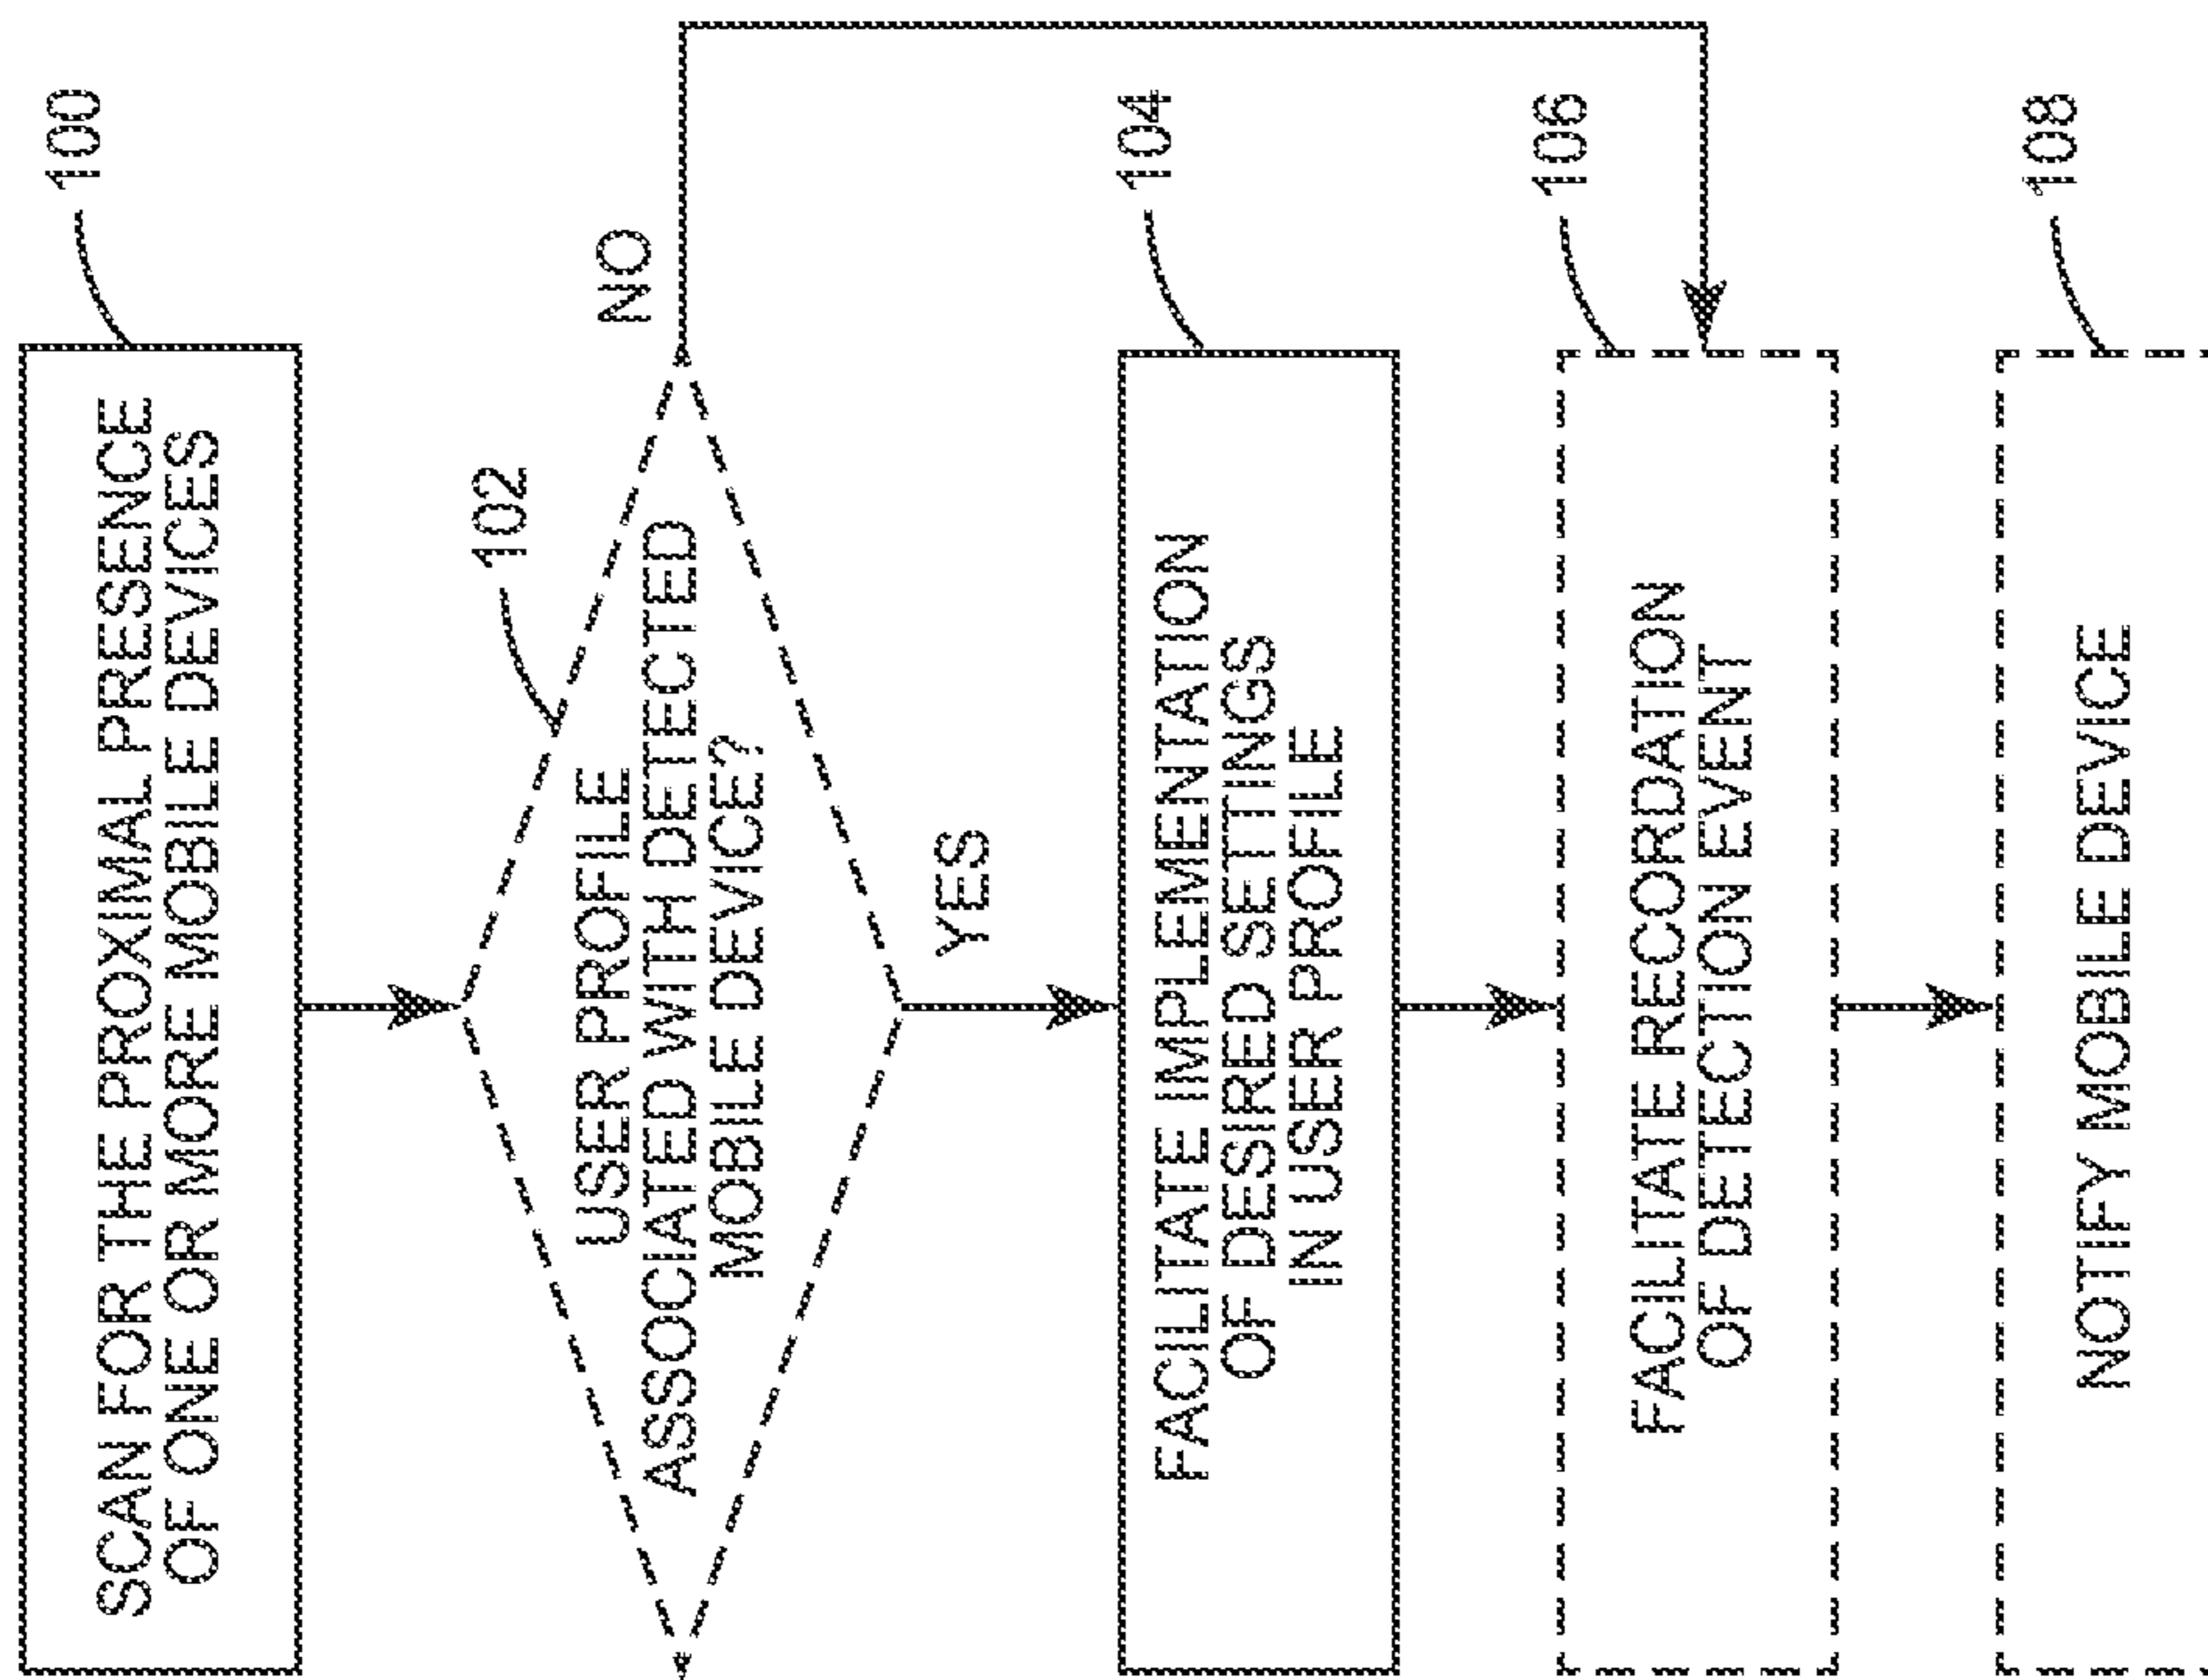 100
SCAN FOR THE PROXIMAL PRESENCE
OF ONE OR MORE MOBILE DEVICES
102
USER PROFILE
ASSOCIATED WITH DETECTED
MOBILE DEVICE?
NO
YES
104
FACILITATE IMPLEMENTATION
OF DESIRED SETTINGS
IN USER PROFILE
106
FACILITATE RECORDATION
OF DETECTION EVENT
108
NOTIFY MOBILE DEVICE